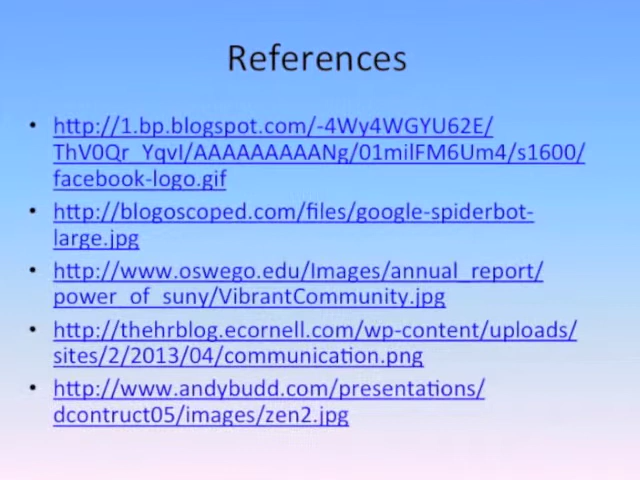 References
• http://1.bp.blogspot.com/-4Wy4WGYU62E/
ThV0Qr_YqvI/AAAAAAAAANg/01milFM6Um4/s1600/
facebook-logo.gif
• http://blogoscoped.com/files/google-spiderbot-
large.jpg
• http://www.oswego.edu/Images/annual_report/
power_of_suny/VibrantCommunity.jpg
• http://thehrblog.ecornell.com/wp-content/uploads/
sites/2/2013/04/communication.png
• http://www.andybudd.com/presentations/
dcontruct05/images/zen2.jpg